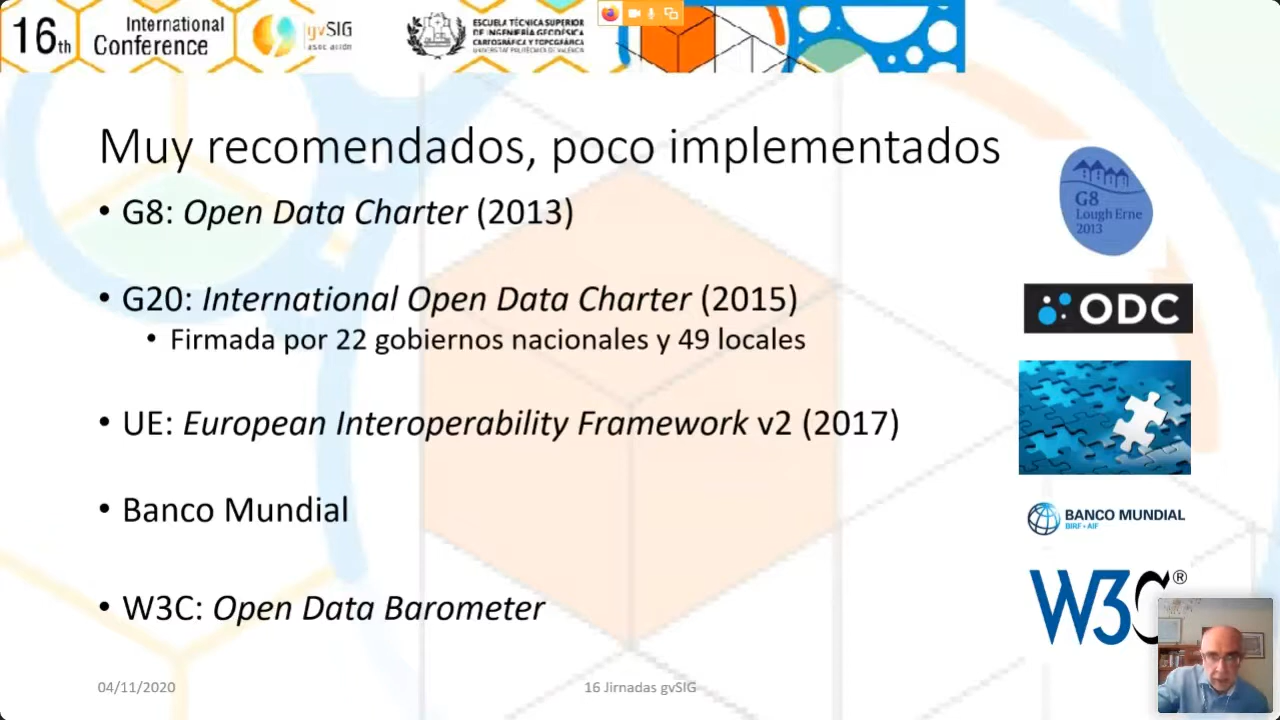 16th
International
Conference
gvSIG
asociación
ESCUELA TÉCNICA SUPERIOR
DE INGENIERÍA GEODÉSICA
CARTOGRÁFICA Y TOPOGRÁFICA
UNIVERSITAT POLITÈCNICA DE VALÈNCIA
Muy recomendados, poco implementados
• G8: Open Data Charter (2013)
G8
Lough Erne
2013
• G20: International Open Data Charter (2015)
• Firmada por 22 gobiernos nacionales y 49 locales
ODC
• UE: European Interoperability Framework v2 (2017)
• Banco Mundial
BANCO MUNDIAL
BIRF • AIF
• W3C: Open Data Barometer
W3C®
04/11/2020
16 Jirnadas gvSIG